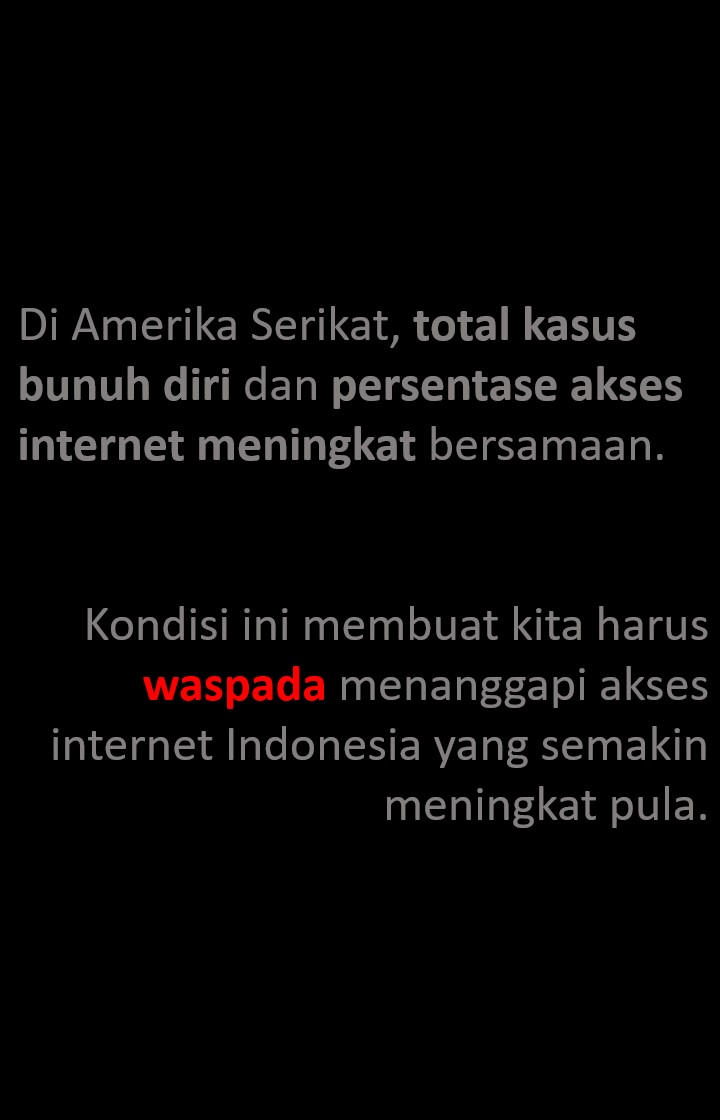 Di Amerika Serikat, total kasus
bunuh diri dan persentase akses
internet meningkat bersamaan.
Kondisi ini membuat kita harus
waspada menanggapi akses
internet Indonesia yang semakin
meningkat pula.